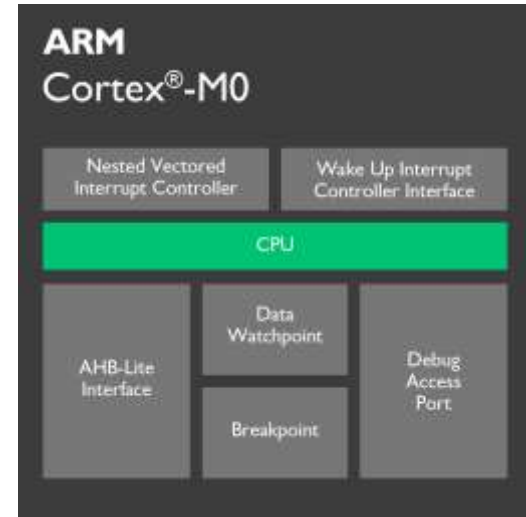 ARM
Cortex®-M0
Nested Vectored
Interrupt Controller
Wake Up Interrupt
Controller Interface
CPU
AHB-Lite
Interface
Data
Watchpoint
Breakpoint
Debug
Access
Port